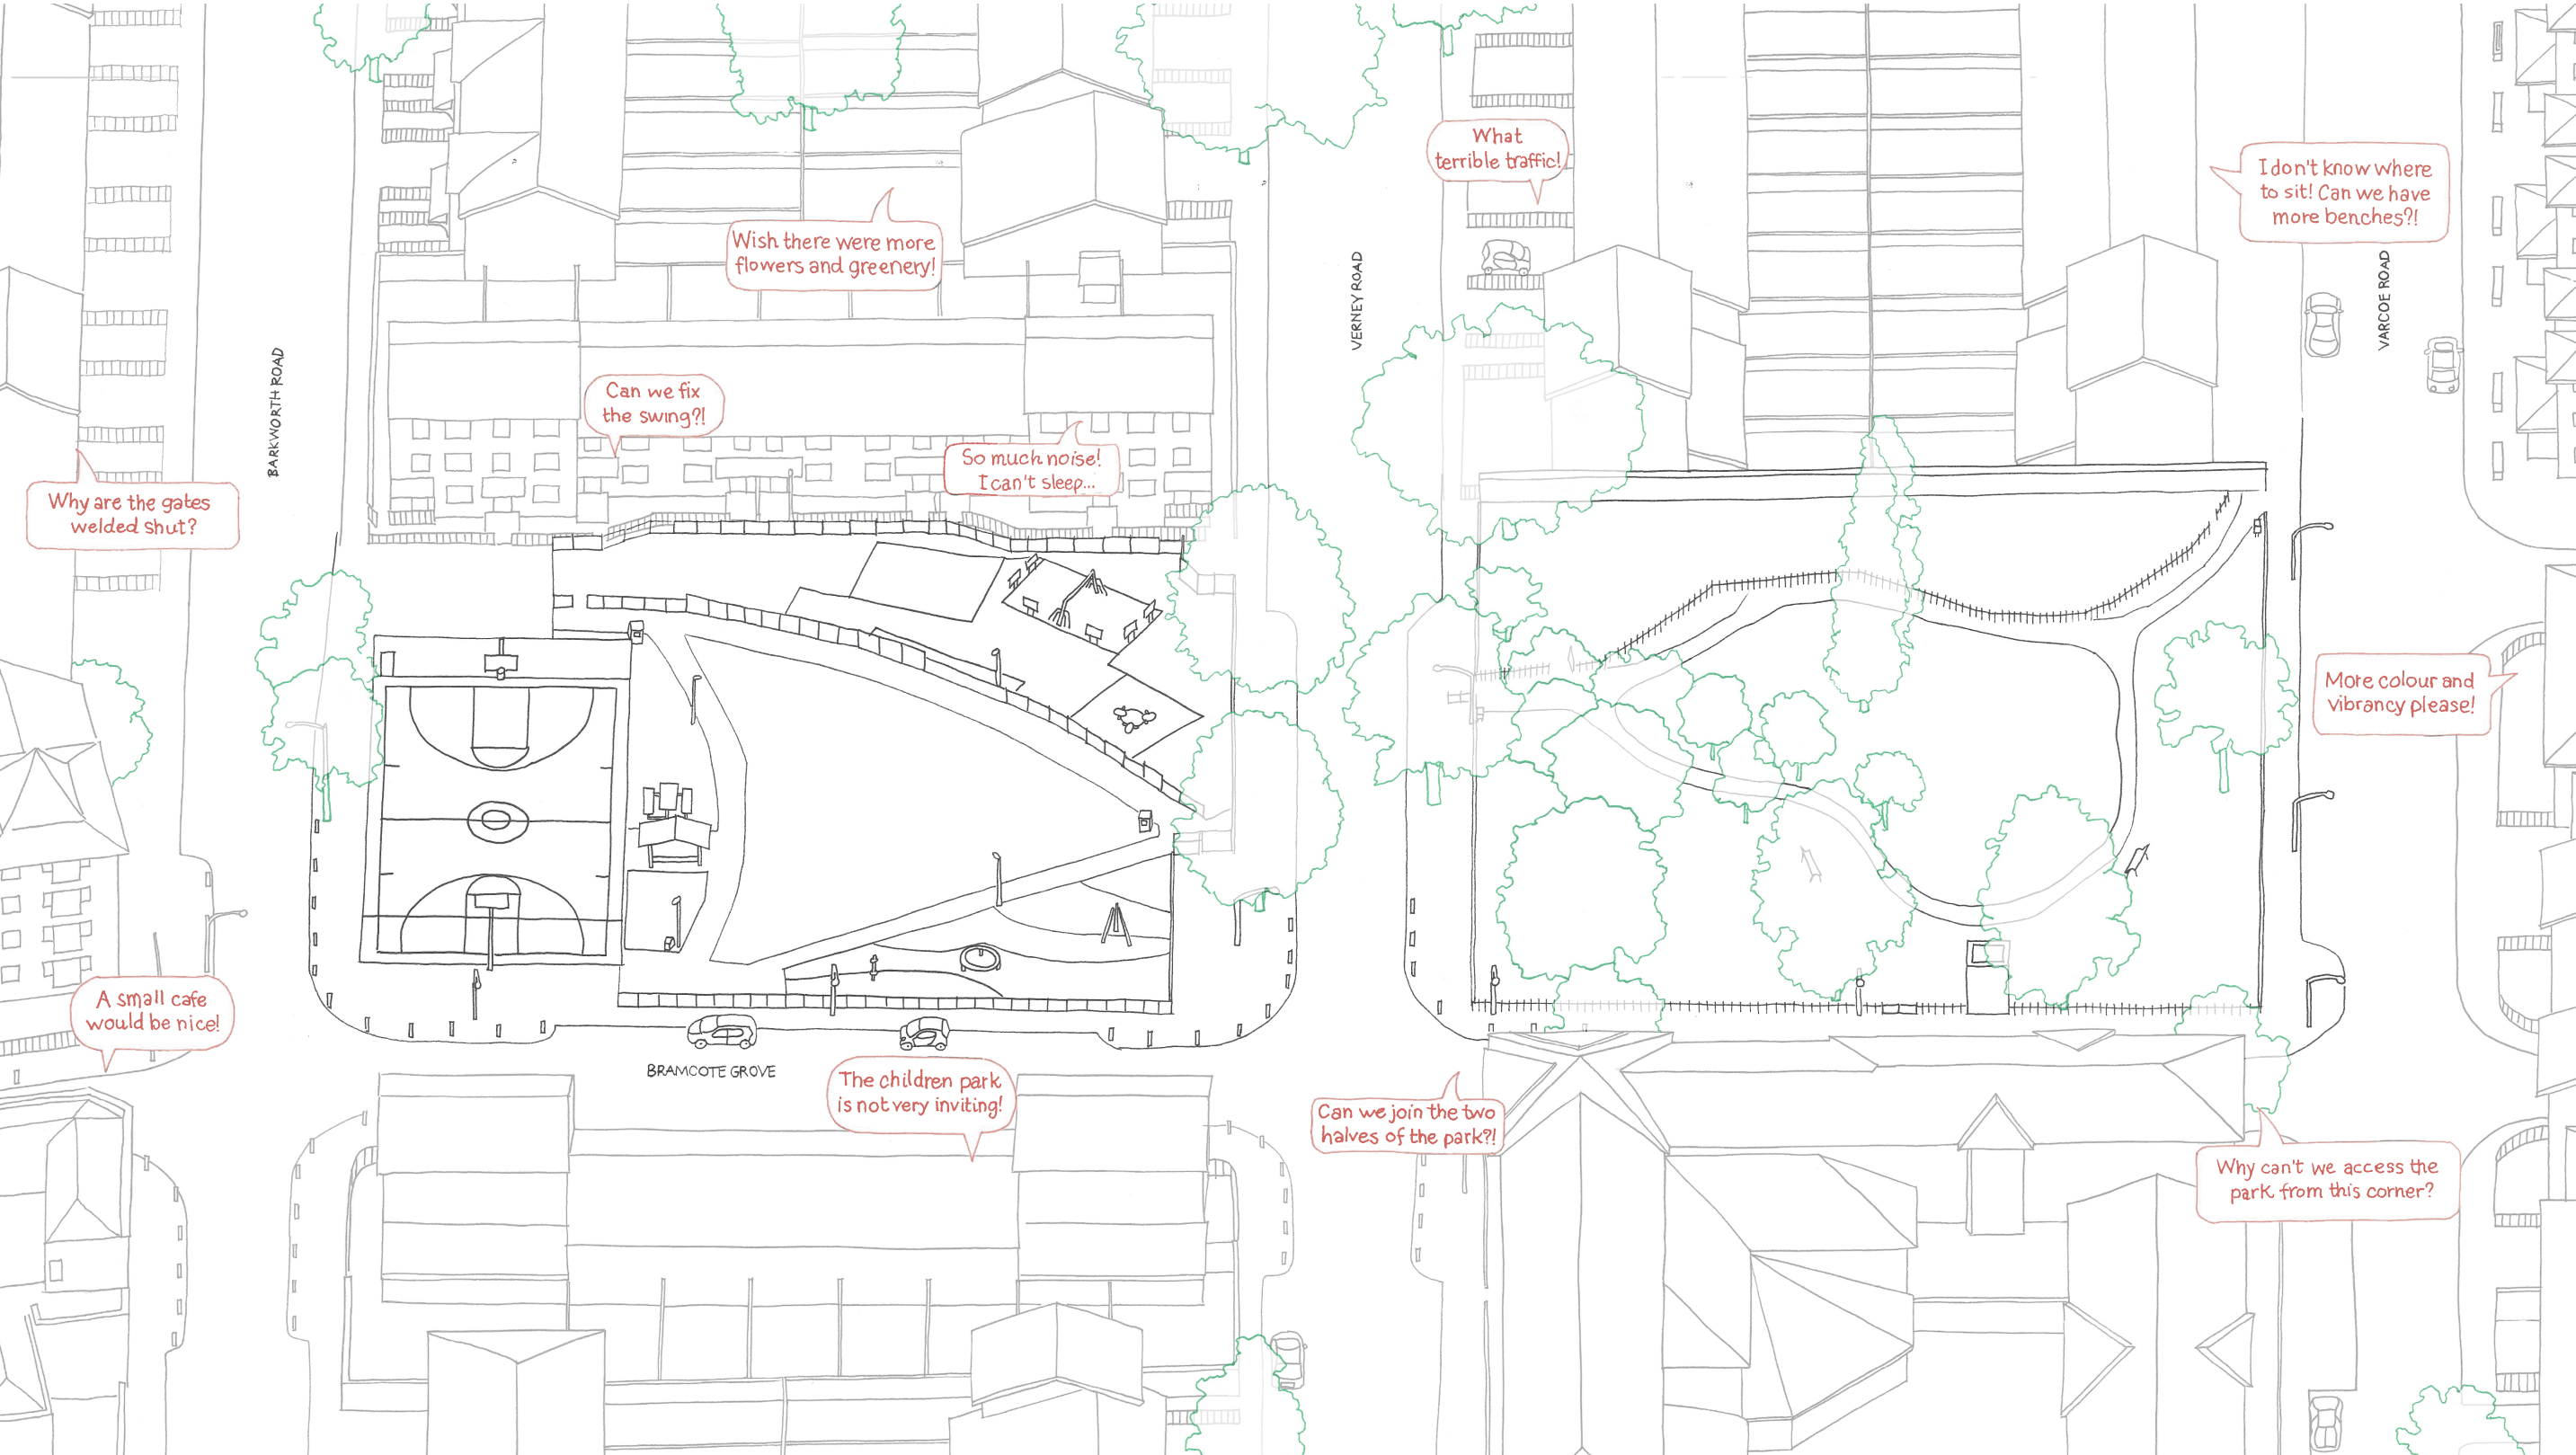 What
terrible traffic!
I don't know where
to sit! Can we have
more benches?!
Wish there were more
flowers and greenery!
VERNEY ROAD
VARCOE ROAD
BARKWORTH ROAD
Can we fix
the swing?!
So much noise!
I can't sleep...
Why are the gates
welded shut?
More colour and
vibrancy please!
A small cafe
would be nice!
BRAMCOTE GROVE
The children park
is not very inviting!
Can we join the two
halves of the park?!
Why can't we access the
park from this corner?